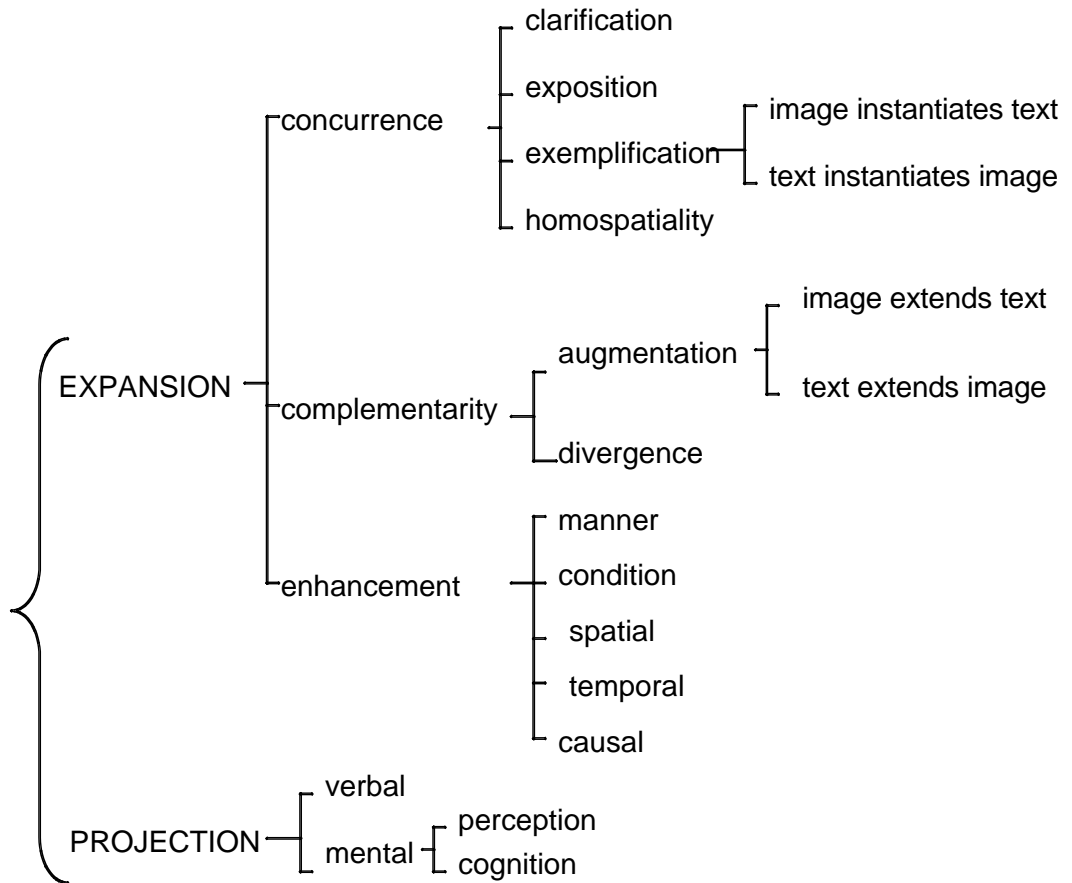 clarification
exposition
concurrence
exemplification
image instantiates text
text instantiates image
homospatiality
EXPANSION
complementarity
augmentation
image extends text
text extends image
divergence
enhancement
manner
condition
spatial
temporal
causal
PROJECTION
verbal
mental
perception
cognition